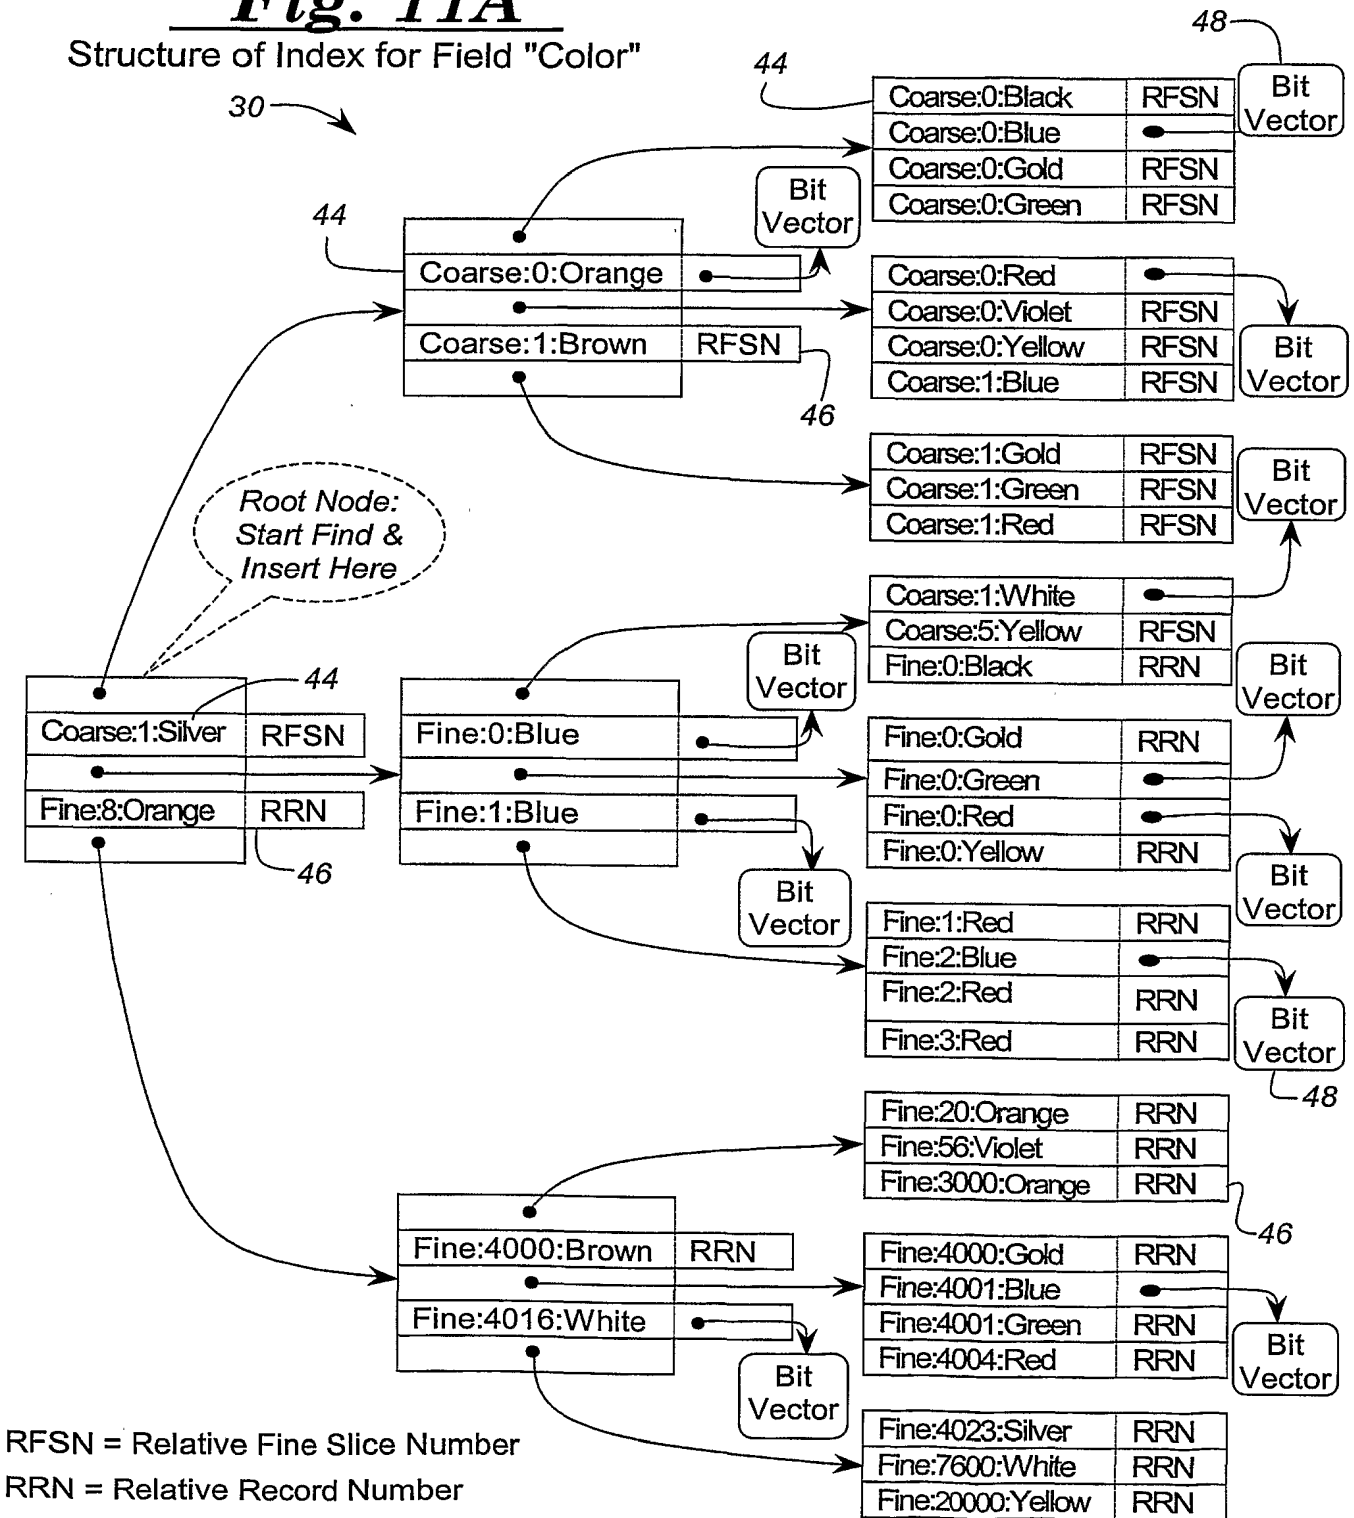 Fig. 11A
Structure of Index for Field "Color"
30
44
48
Bit
Vector
Coarse:0:Black RFSN
Coarse:0:Blue
Coarse:0:Gold RFSN
Coarse:0:Green RFSN
44
Bit
Vector
Coarse:0:Orange
Coarse:1:Brown RFSN
46
Coarse:0:Red
Coarse:0:Violet RFSN
Coarse:0:Yellow RFSN
Coarse:1:Blue RFSN
Bit
Vector
Coarse:1:Gold RFSN
Coarse:1:Green RFSN
Coarse:1:Red RFSN
Bit
Vector
Root Node:
Start Find &
Insert Here
Coarse:1:White
Coarse:5:Yellow RFSN
Fine:0:Black RRN
44
Coarse:1:Silver RFSN
Fine:8:Orange RRN
46
Bit
Vector
Fine:0:Blue
Fine:1:Blue
Bit
Vector
Bit
Vector
Fine:0:Gold RRN
Fine:0:Green
Fine:0:Red
Fine:0:Yellow RRN
Bit
Vector
Fine:1:Red RRN
Fine:2:Blue
Fine:2:Red RRN
Fine:3:Red RRN
Bit
Vector
48
Fine:20:Orange RRN
Fine:56:Violet RRN
Fine:3000:Orange RRN
46
Fine:4000:Brown RRN
Fine:4016:White
Bit
Vector
Fine:4000:Gold RRN
Fine:4001:Blue
Fine:4001:Green RRN
Fine:4004:Red RRN
Bit
Vector
Fine:4023:Silver RRN
Fine:7600:White RRN
Fine:20000:Yellow RRN
RFSN = Relative Fine Slice Number
RRN = Relative Record Number